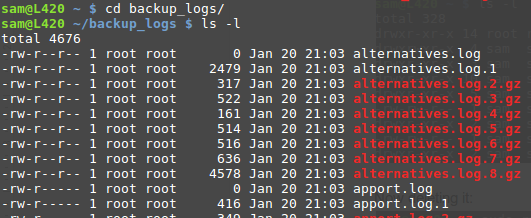 sam@L420 ~ $ cd backup_logs/
sam@L420 ~/backup_logs $ ls -l
total 4676
-rw-r--r-- 1 root root 0 Jan 20 21:03 alternatives.log
-rw-r--r-- 1 root root 2479 Jan 20 21:03 alternatives.log.1
-rw-r--r-- 1 root root 317 Jan 20 21:03 alternatives.log.2.gz
-rw-r--r-- 1 root root 522 Jan 20 21:03 alternatives.log.3.gz
-rw-r--r-- 1 root root 161 Jan 20 21:03 alternatives.log.4.gz
-rw-r--r-- 1 root root 514 Jan 20 21:03 alternatives.log.5.gz
-rw-r--r-- 1 root root 516 Jan 20 21:03 alternatives.log.6.gz
-rw-r--r-- 1 root root 636 Jan 20 21:03 alternatives.log.7.gz
-rw-r--r-- 1 root root 4578 Jan 20 21:03 alternatives.log.8.gz
-rw-r----- 1 root root 0 Jan 20 21:03 apport.log
-rw-r----- 1 root root 416 Jan 20 21:03 apport.log.1